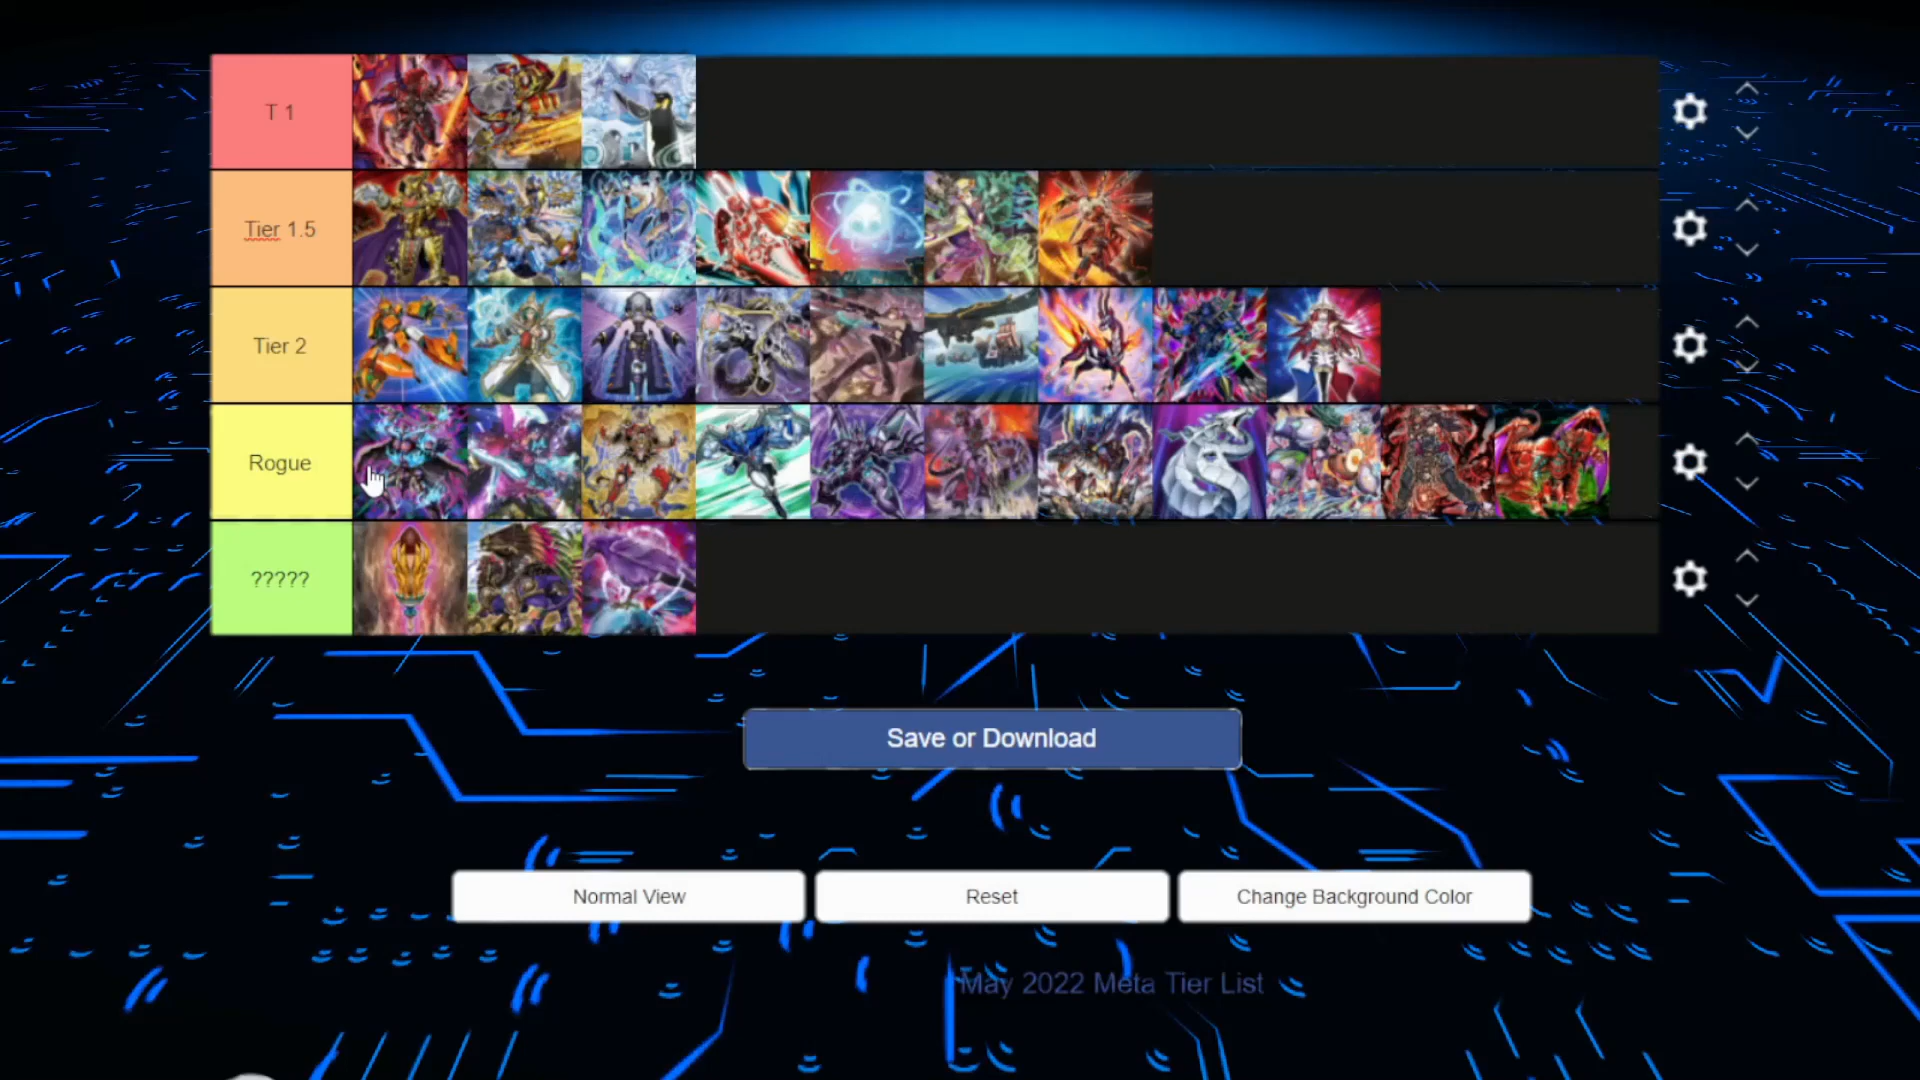 T 1
Tier 1.5
Tier 2
Rogue
?????
Save or Download
Normal View
Reset
Change Background Color
May 2022 Meta Tier List